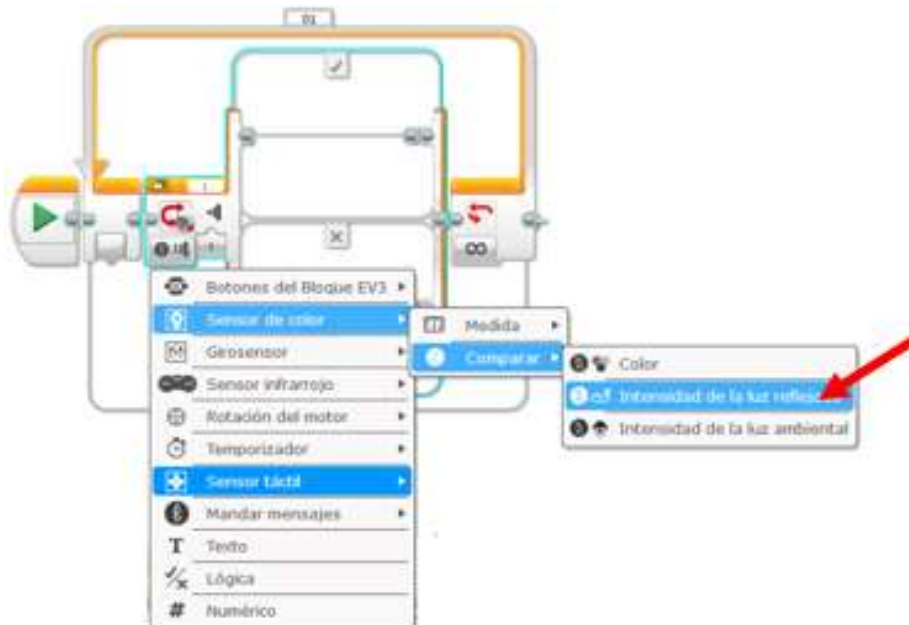 01
Botones del Bloque EV3
Sensor de color
Girosensor
Sensor infrarrojo
Rotación del motor
Temporizador
Sensor táctil
Mandar mensajes
T Texto
Lógica
# Numérico
Medida
Comparar
Color
Intensidad de la luz
Intensidad de la luz ambiental